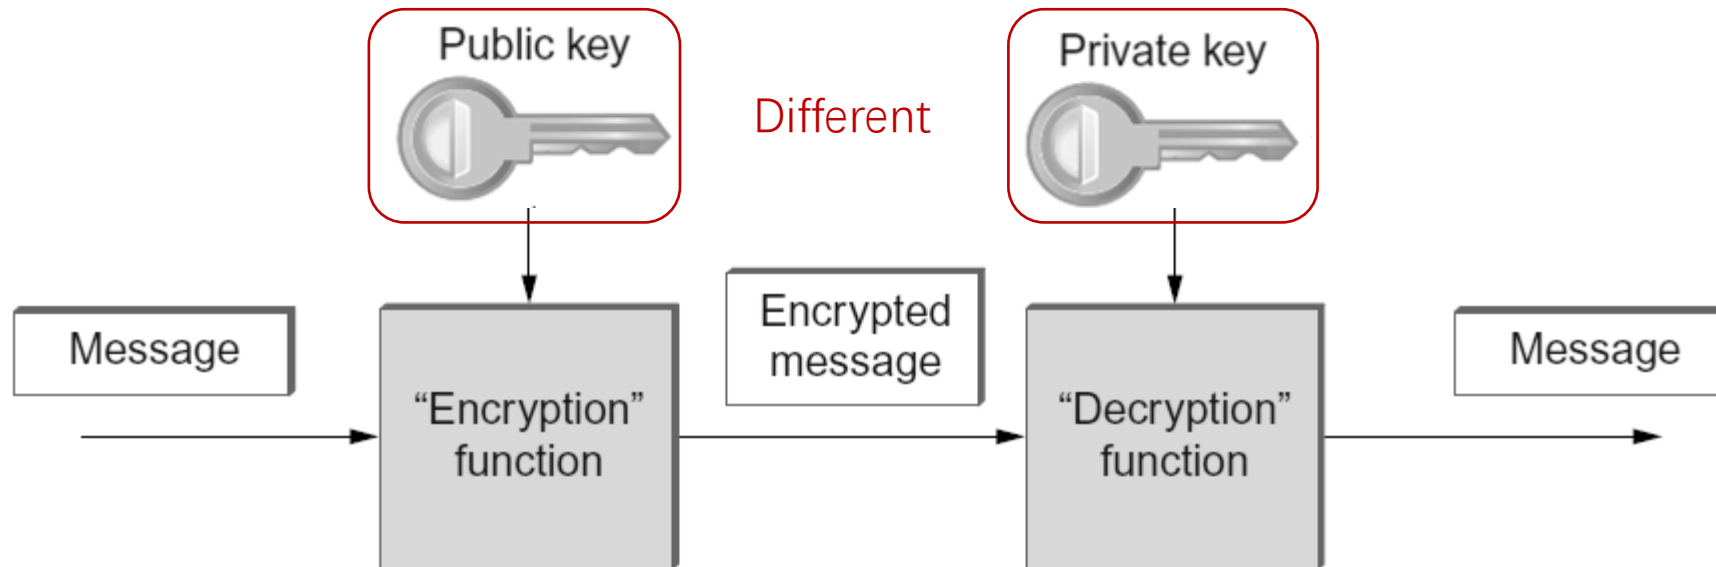 Public key
Different
Private key
Message
“Encryption”
function
Encrypted
message
“Decryption”
function
Message